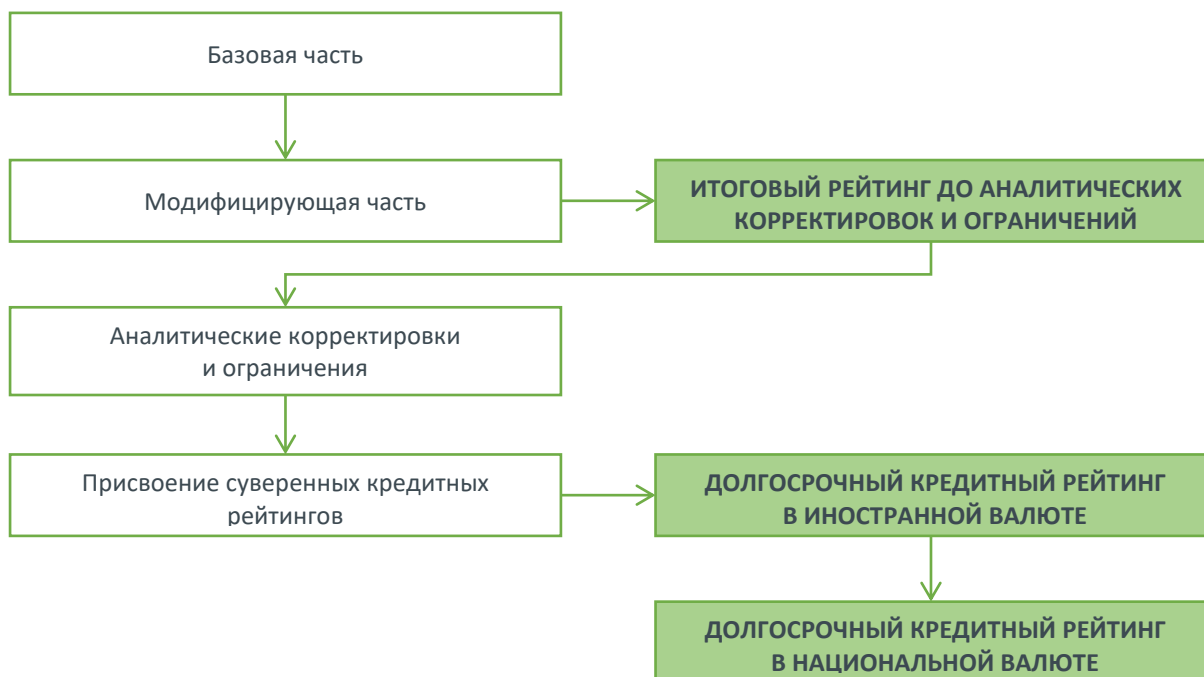 Базовая часть
Модифицирующая часть
ИТОГОВЫЙ РЕЙТИНГ ДО АНАЛИТИЧЕСКИХ
КОРРЕКТИРОВОК И ОГРАНИЧЕНИЙ
Аналитические корректировки
и ограничения
Присвоение суверенных кредитных
рейтингов
ДОЛГОСРОЧНЫЙ КРЕДИТНЫЙ РЕЙТИНГ
В ИНОСТРАННОЙ ВАЛЮТЕ
ДОЛГОСРОЧНЫЙ КРЕДИТНЫЙ РЕЙТИНГ
В НАЦИОНАЛЬНОЙ ВАЛЮТЕ